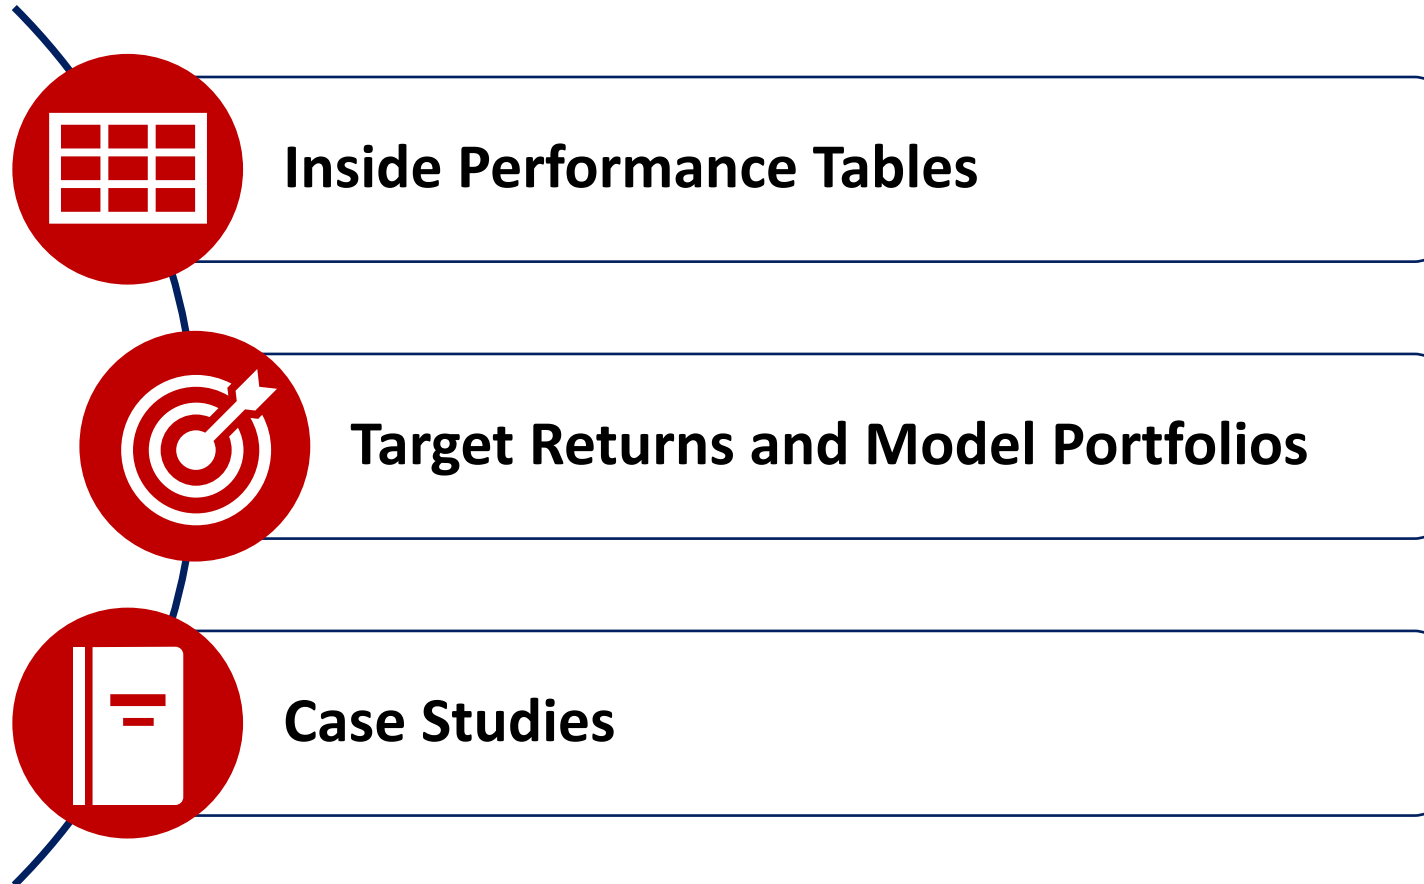 Inside Performance Tables
Target Returns and Model Portfolios
Case Studies